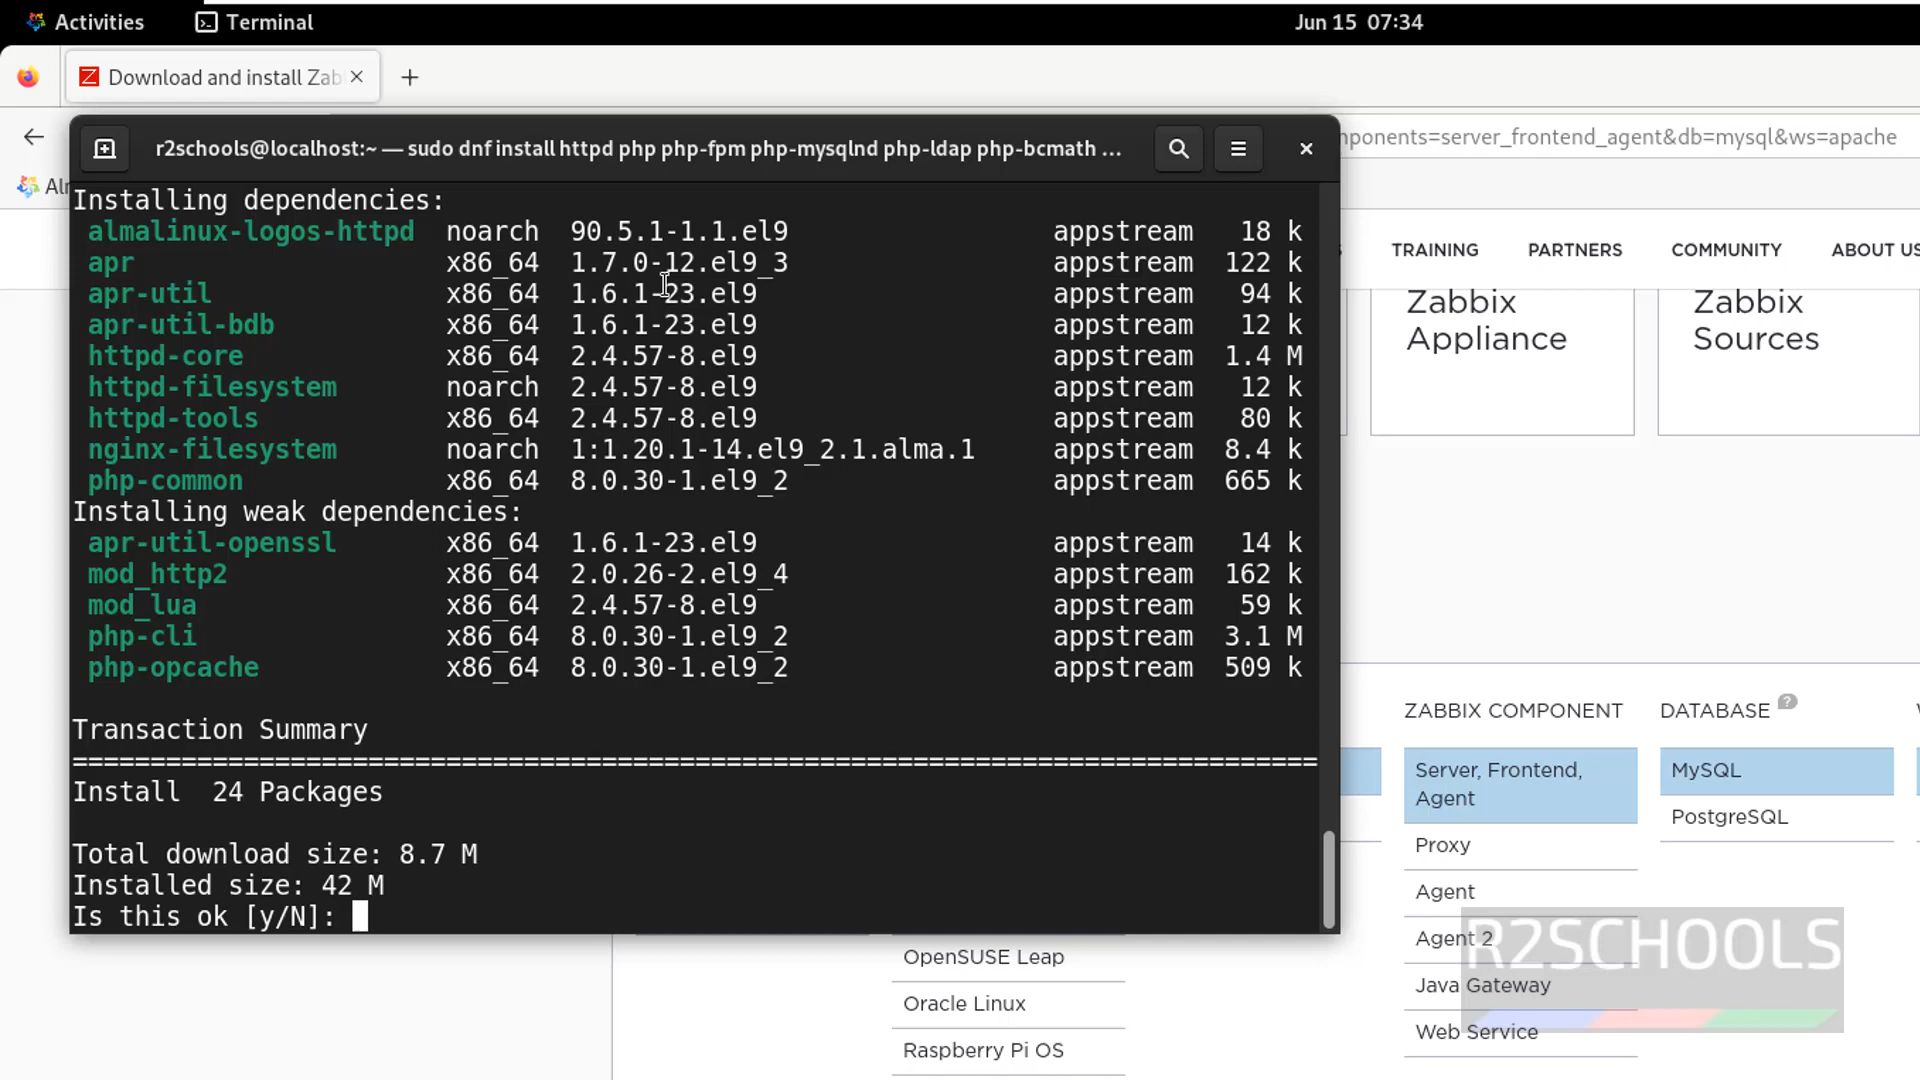 Activities Terminal Jun 15 07:34
Download and install Zab
r2schools@localhost:~ — sudo dnf install httpd php php-fpm php-mysqlnd php-ldap php-bcmath ...
mponents=server_frontend_agent&db=mysql&ws=apache
Installing dependencies:
almalinux-logos-httpd noarch 90.5.1-1.1.el9 appstream 18 k
apr x86_64 1.7.0-12.el9_3 appstream 122 k
apr-util x86_64 1.6.1-23.el9 appstream 94 k
apr-util-bdb x86_64 1.6.1-23.el9 appstream 12 k
httpd-core x86_64 2.4.57-8.el9 appstream 1.4 M
httpd-filesystem noarch 2.4.57-8.el9 appstream 12 k
httpd-tools x86_64 2.4.57-8.el9 appstream 80 k
nginx-filesystem noarch 1:1.20.1-14.el9_2.1.alma.1 appstream 8.4 k
php-common x86_64 8.0.30-1.el9_2 appstream 665 k
Installing weak dependencies:
apr-util-openssl x86_64 1.6.1-23.el9 appstream 14 k
mod_http2 x86_64 2.0.26-2.el9_4 appstream 162 k
mod_lua x86_64 2.4.57-8.el9 appstream 59 k
php-cli x86_64 8.0.30-1.el9_2 appstream 3.1 M
php-opcache x86_64 8.0.30-1.el9_2 appstream 509 k
Transaction Summary
================================================================================
Install 24 Packages
Total download size: 8.7 M
Installed size: 42 M
Is this ok [y/N]:
TRAINING PARTNERS COMMUNITY ABOUT US
Zabbix
Appliance
Zabbix
Sources
ZABBIX COMPONENT
Server, Frontend,
Agent
Proxy
Agent
Agent 2
Java Gateway
Web Service
DATABASE ?
MySQL
PostgreSQL
OpenSUSE Leap
Oracle Linux
Raspberry Pi OS
R2SCHOOLS